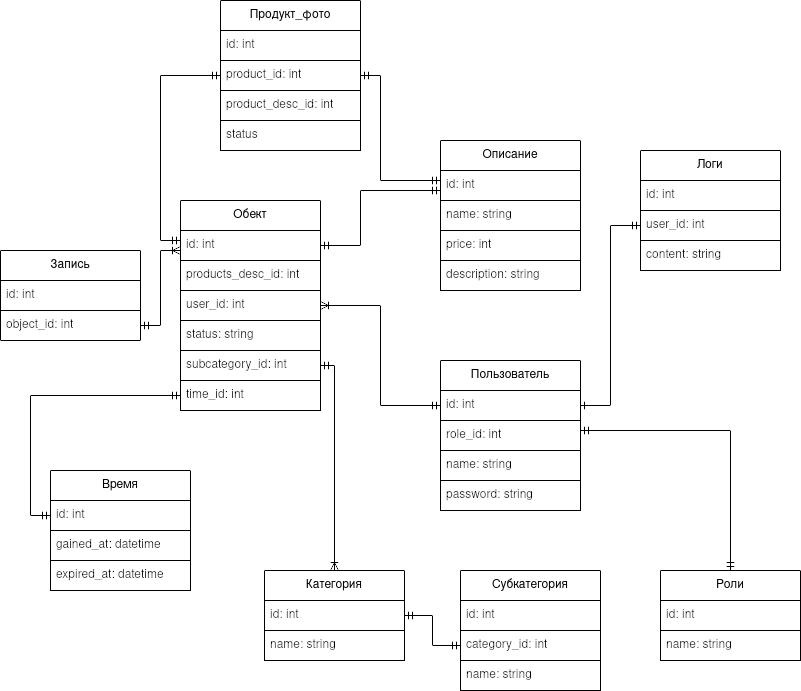 Продукт_фото
id: int
product_id: int
product_desc_id: int
status
Описание
id: int
name: string
price: int
description: string
Логи
id: int
user_id: int
content: string
Обект
id: int
products_desc_id: int
user_id: int
status: string
subcategory_id: int
time_id: int
Запись
id: int
object_id: int
Пользователь
id: int
role_id: int
name: string
password: string
Время
id: int
gained_at: datetime
expired_at: datetime
Категория
id: int
name: string
Субкатегория
id: int
category_id: int
name: string
Роли
id: int
name: string